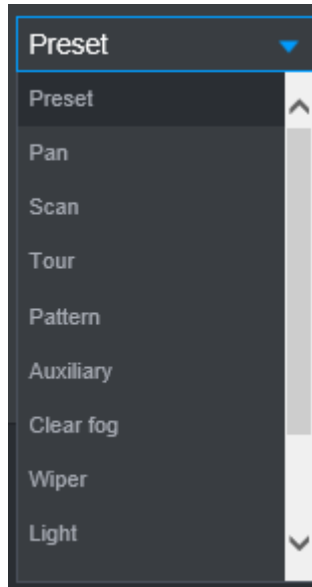 Preset
Preset
Pan
Scan
Tour
Pattern
Auxiliary
Clear fog
Wiper
Light